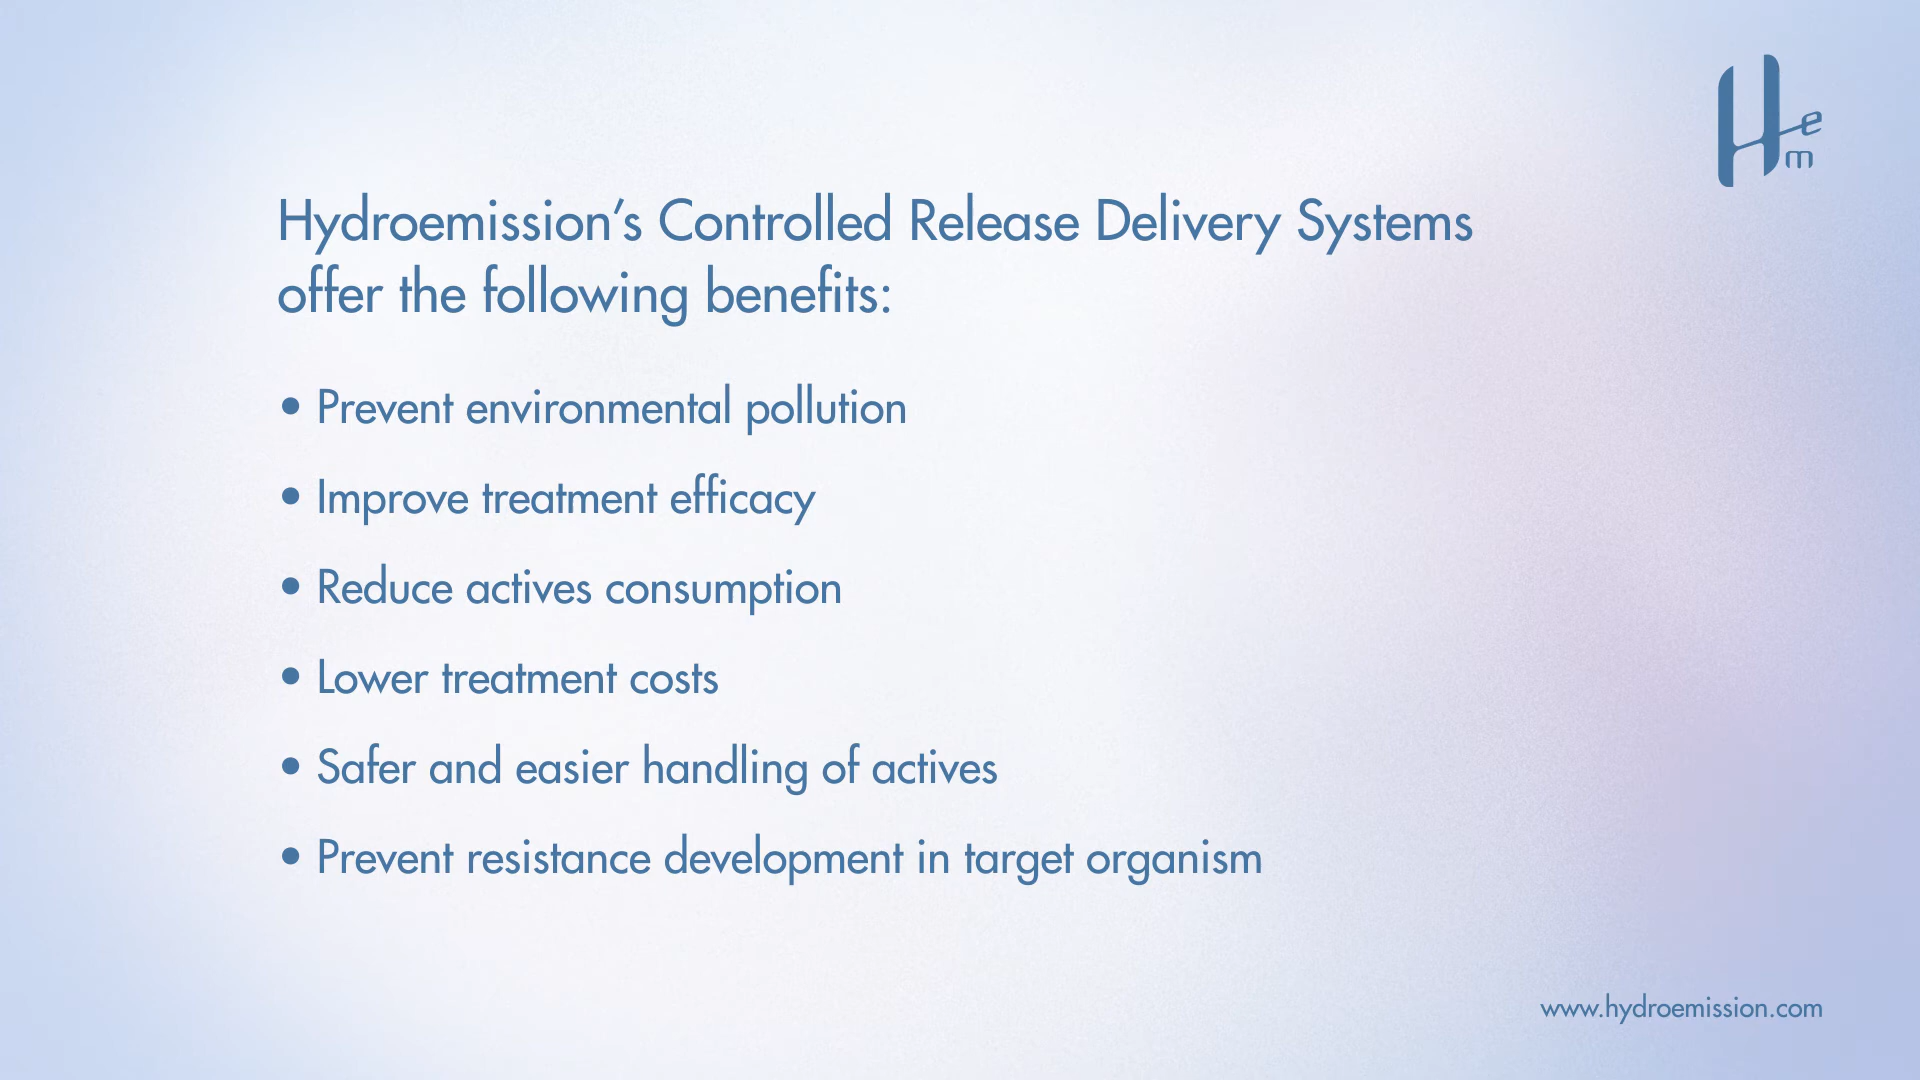 H
e
m
Hydroemission’s Controlled Release Delivery Systems
offer the following benefits:
• Prevent environmental pollution
• Improve treatment efficacy
• Reduce actives consumption
• Lower treatment costs
• Safer and easier handling of actives
• Prevent resistance development in target organism
www.hydroemission.com